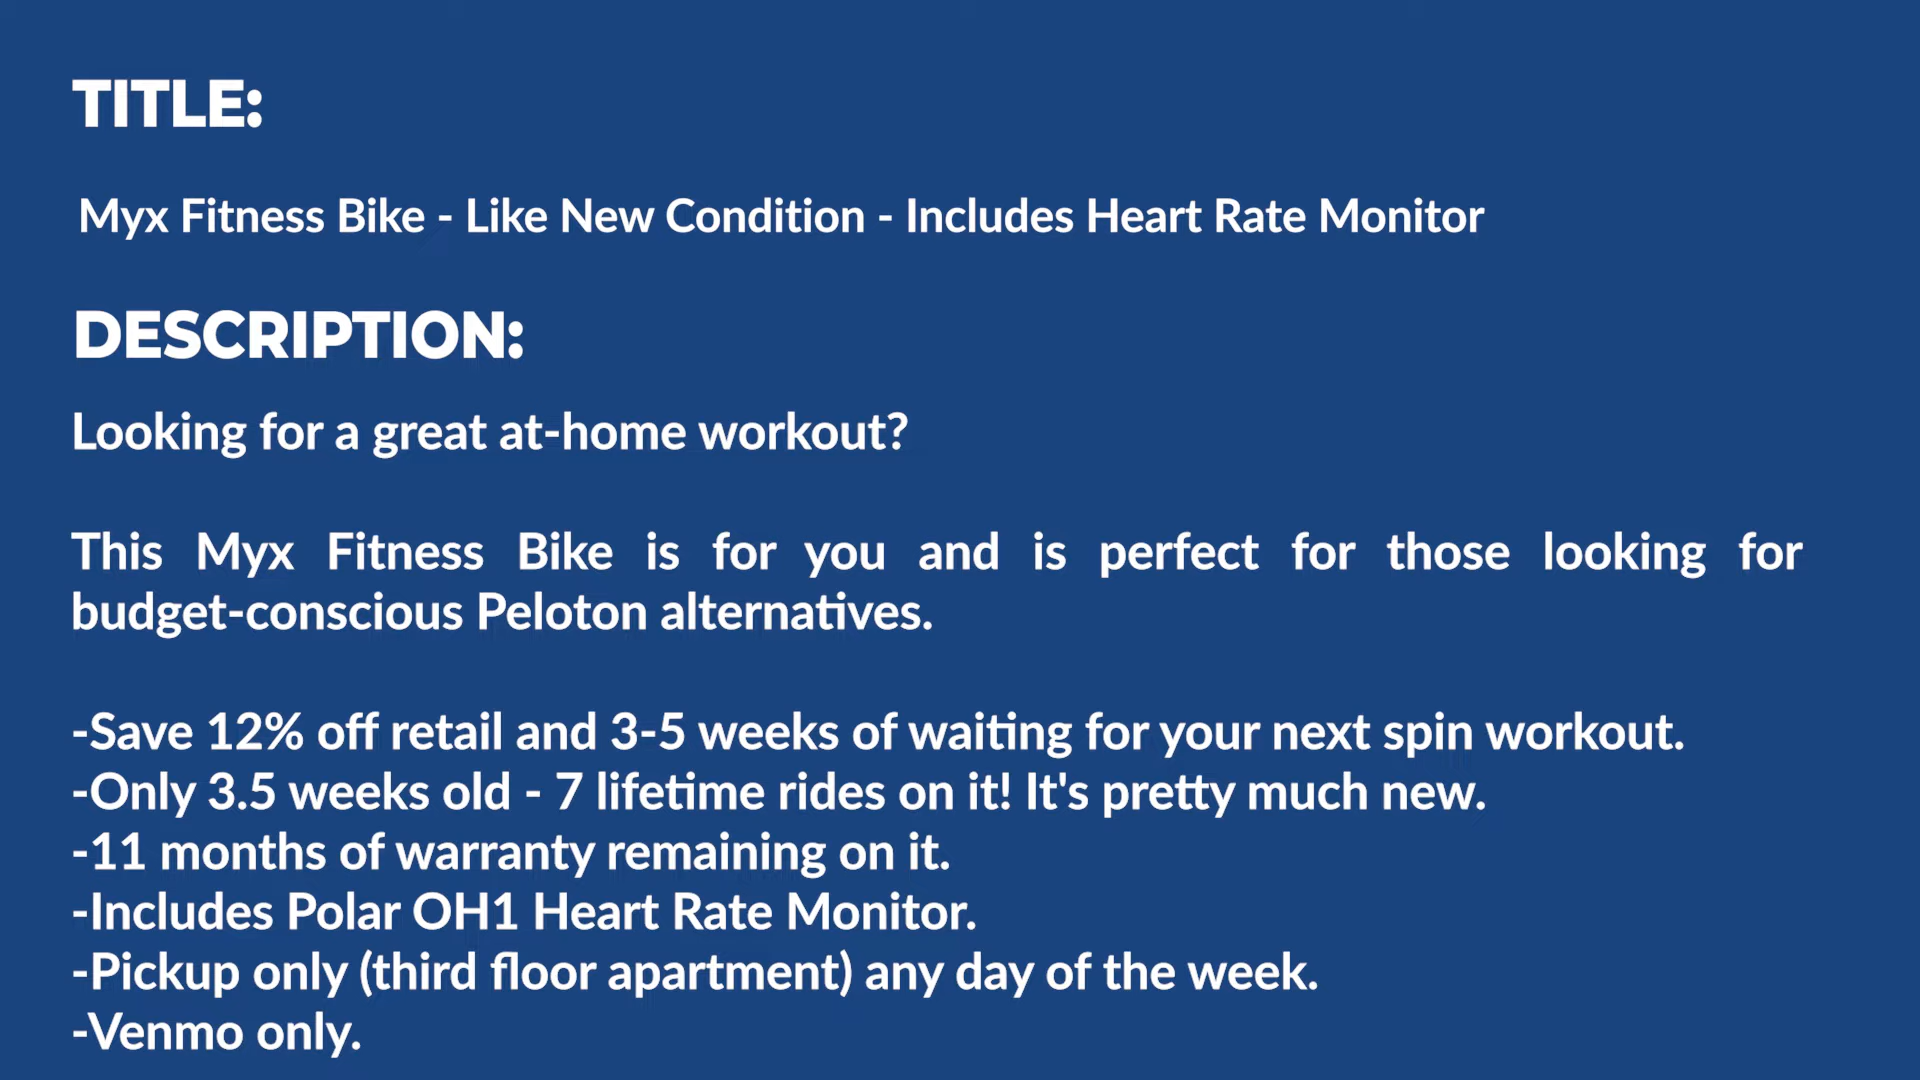 TITLE:
Myx Fitness Bike - Like New Condition - Includes Heart Rate Monitor
DESCRIPTION:
Looking for a great at-home workout?
This Myx Fitness Bike is for you and is perfect for those looking for
budget-conscious Peloton alternatives.
-Save 12% off retail and 3-5 weeks of waiting for your next spin workout.
-Only 3.5 weeks old - 7 lifetime rides on it! It's pretty much new.
-11 months of warranty remaining on it.
-Includes Polar OH1 Heart Rate Monitor.
-Pickup only (third floor apartment) any day of the week.
-Venmo only.